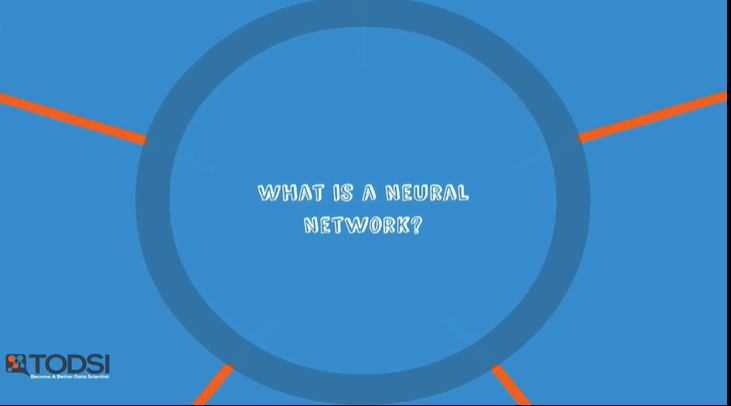 WHAT IS A NEURAL
NETWORK?
TODSI
Become A Better Data Scientist